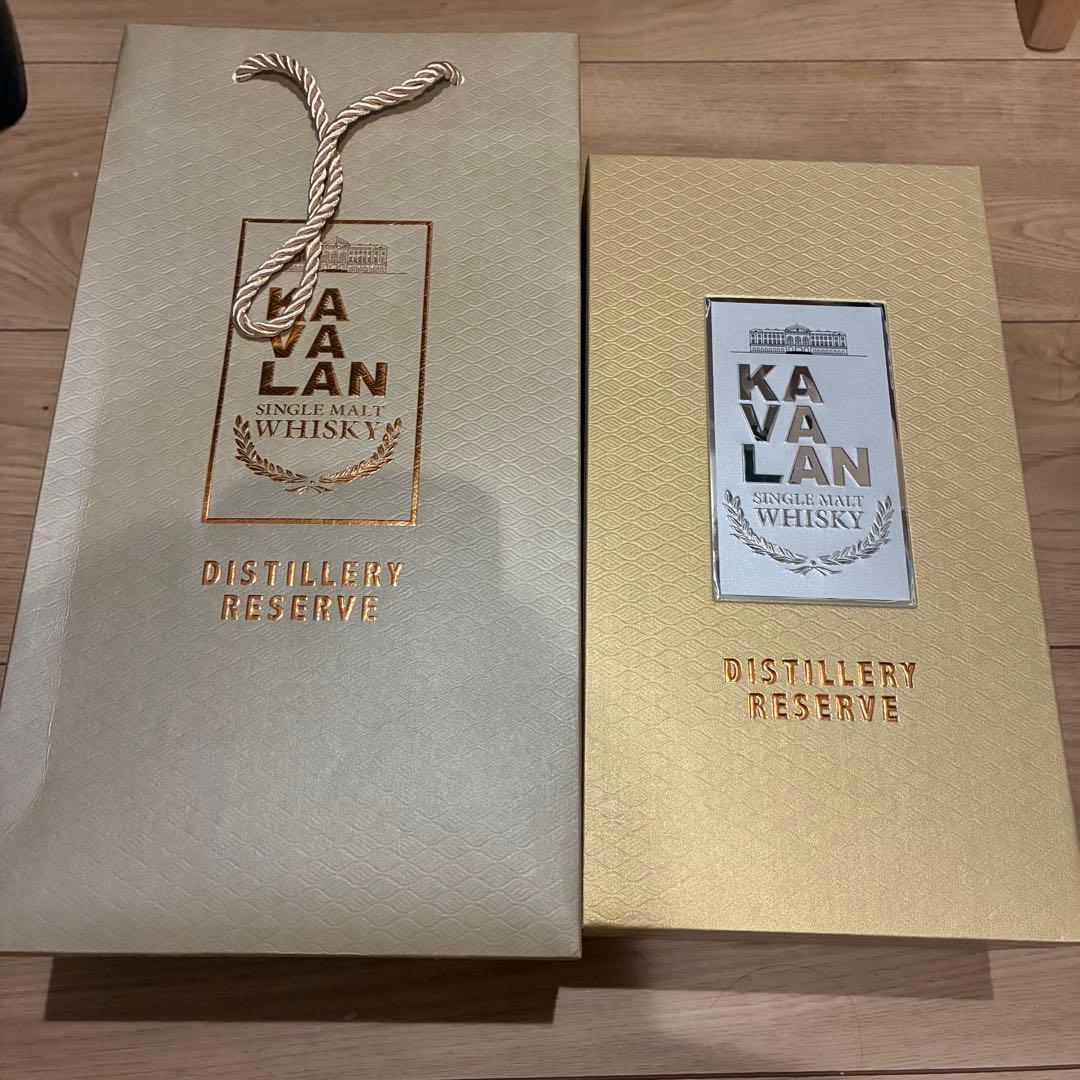 KA
VA
LAN
SINGLE MALT
WHISKY
DISTILLERY
RESERVE
KA
VA
LAN
SINGLE MALT
WHISKY
DISTILLERY
RESERVE